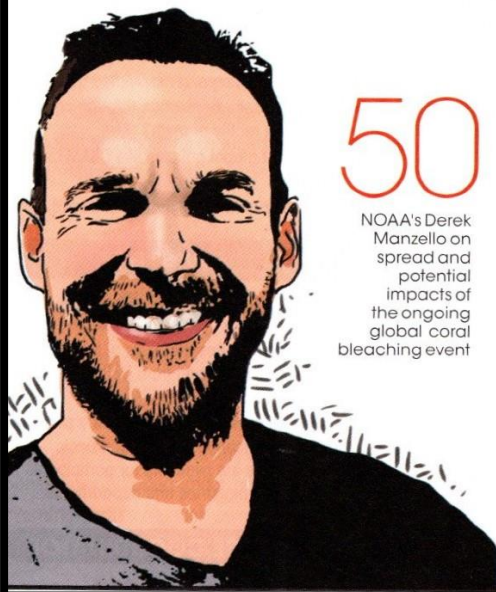 50
NOAA's Derek
Manzello on
spread and
potential
impacts of
the ongoing
global coral
bleaching event